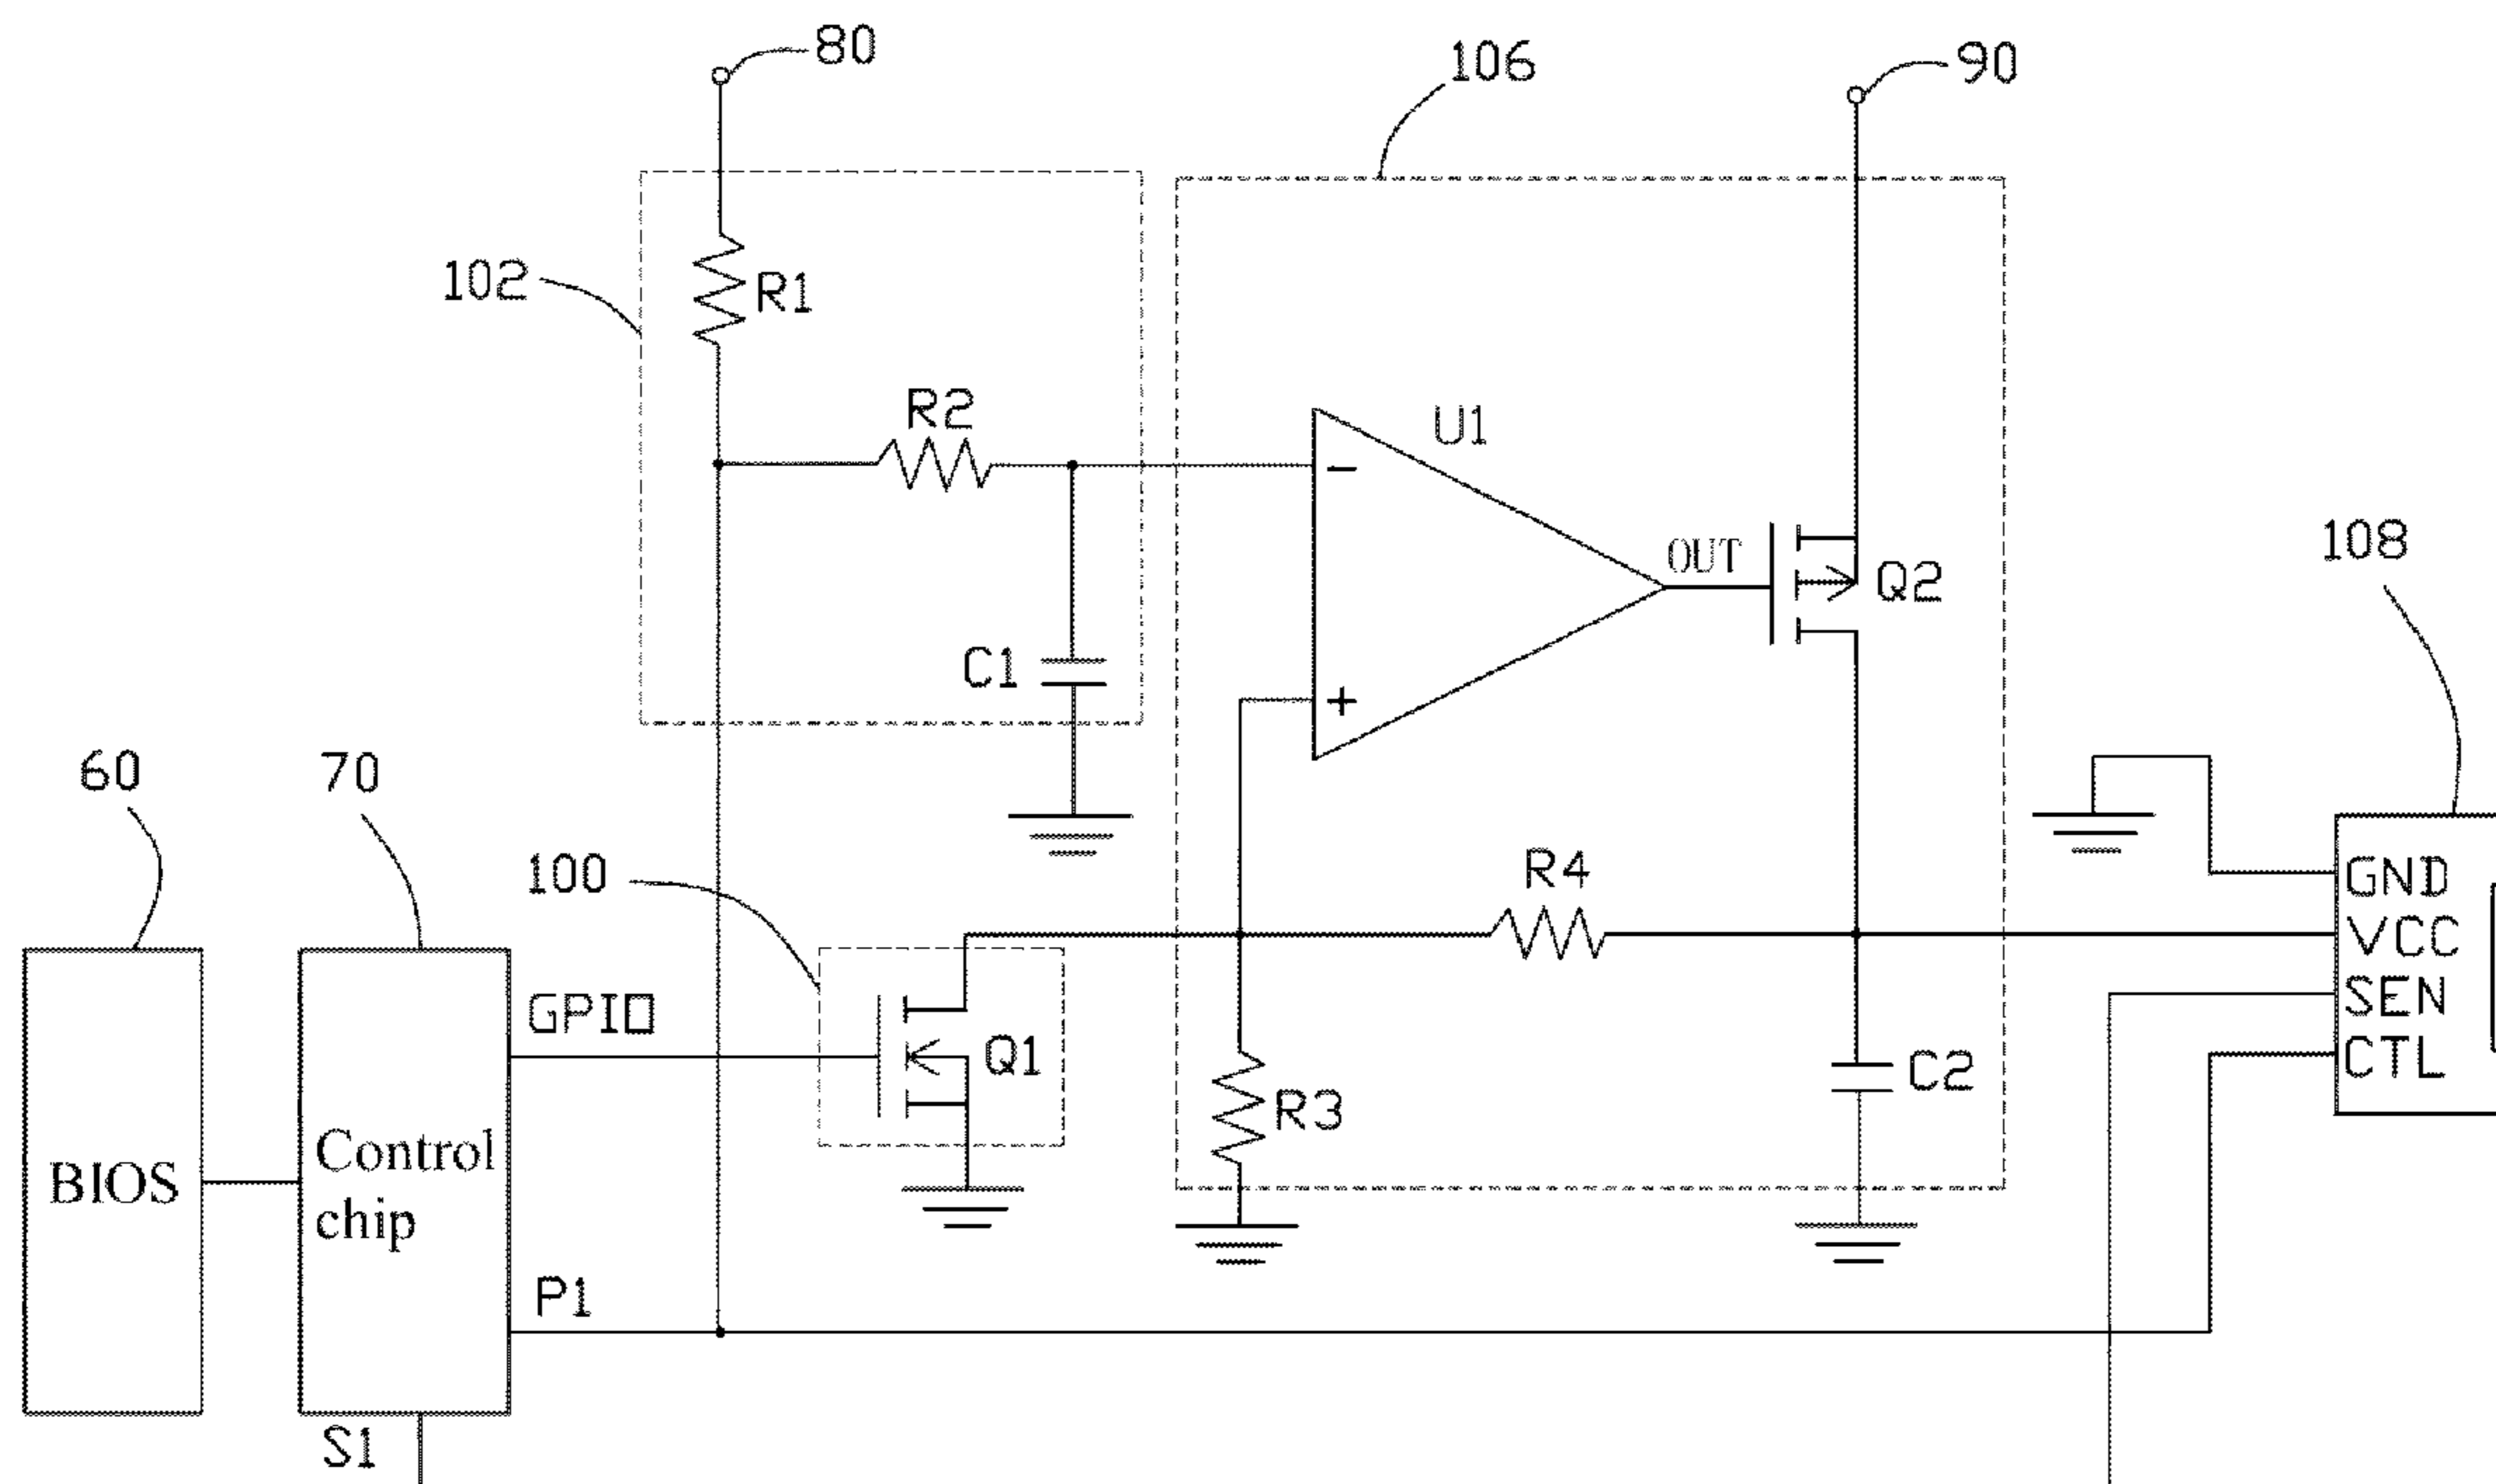 80
106
90
102
R1
R2
U1
-
OUT
Q2
108
C1
+
60
70
100
R4
GND
VCC
SEN
CTL
GPIO
Q1
C2
R3
BIOS
Control
chip
P1
S1